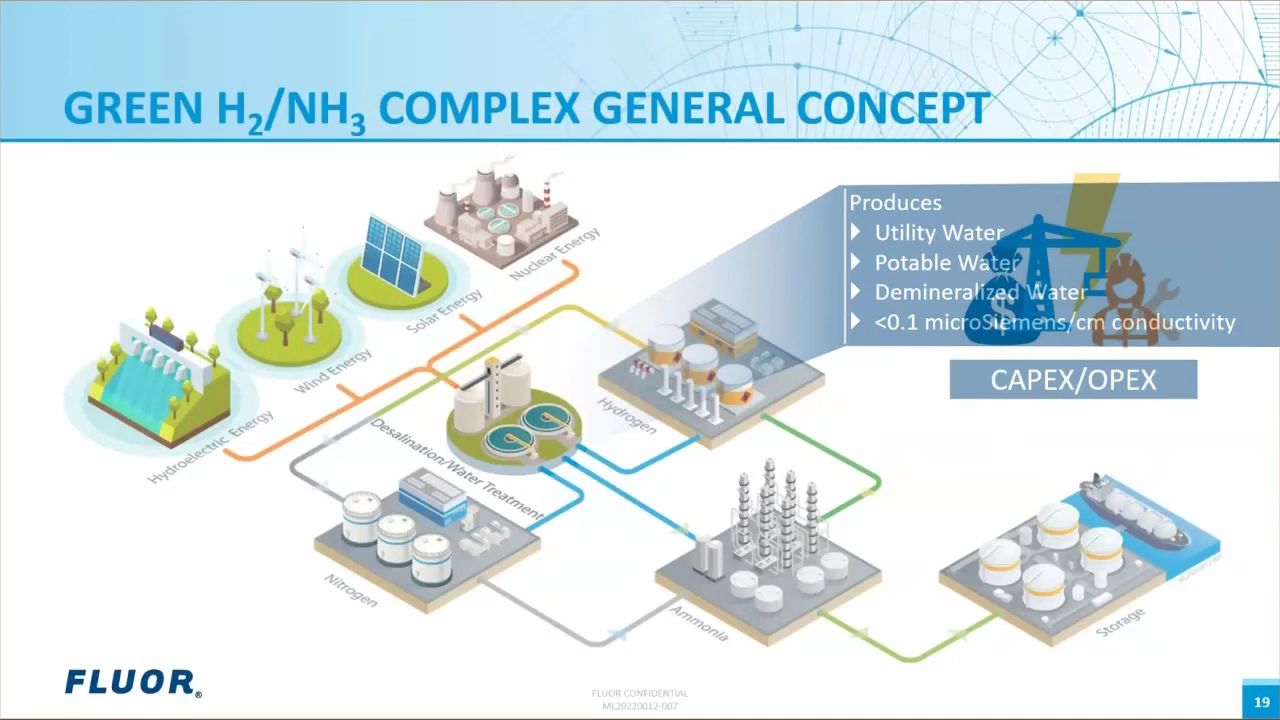 GREEN H₂/NH₃ COMPLEX GENERAL CONCEPT
Produces
Utility Water
Potable Water
Demineralized Water
<0.1 microSiemens/cm conductivity
$
CAPEX/OPEX
Nuclear Energy
Solar Energy
Wind Energy
Hydroelectric Energy
Desalination/Water Treatment
Hydrogen
Nitrogen
Ammonia
Storage
FLUOR®
FLUOR CONFIDENTIAL
ML20220012-007
19